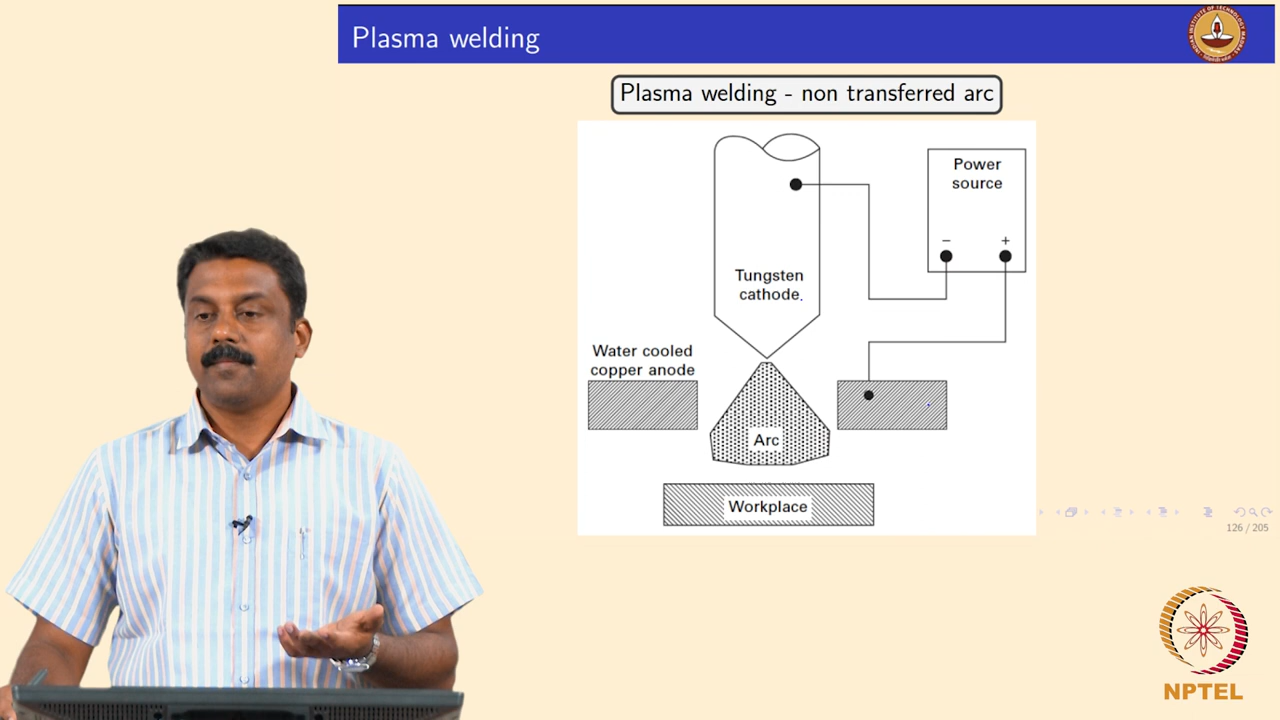 Plasma welding
Plasma welding - non transferred arc
Power
source
−
+
Tungsten
cathode.
Water cooled
copper anode
Arc
Workplace
126 / 205
NPTEL